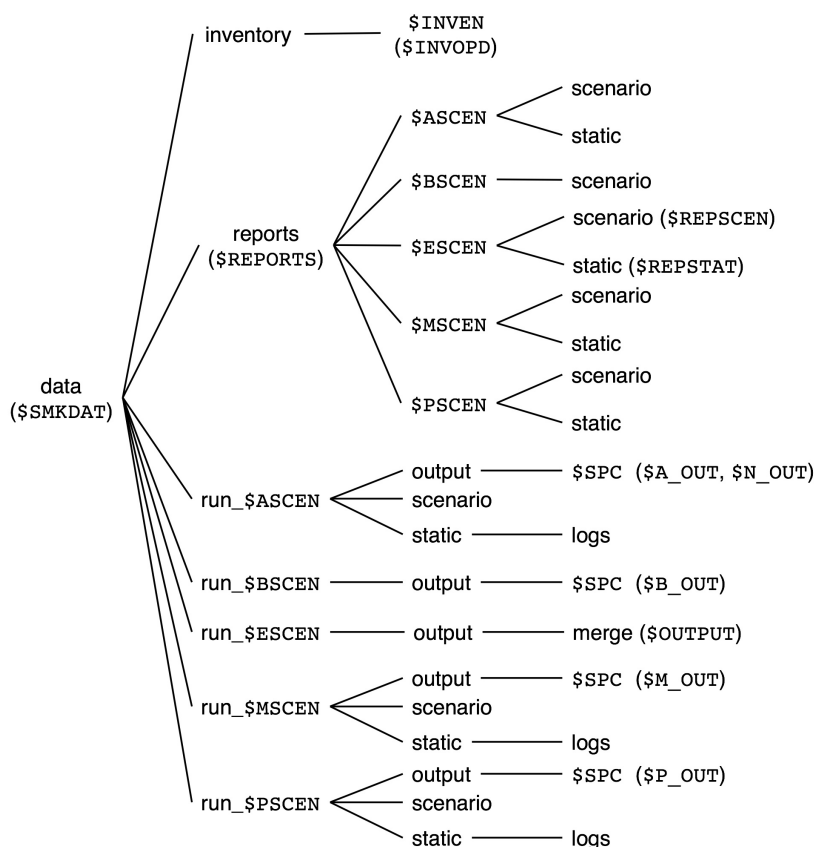 inventory
$INVEN
($INVOPD)
scenario
$ASCEN
static
$BSCEN
scenario
reports
($REPORTS)
scenario ($REPSCEN)
$ESCEN
static ($REPSTAT)
scenario
$MSCEN
static
scenario
data
($SMKDAT)
$PSCEN
static
output
$SPC ($A_OUT, $N_OUT)
run_$ASCEN
scenario
static
logs
run_$BSCEN
output
$SPC ($B_OUT)
run_$ESCEN
output
merge ($OUTPUT)
output
$SPC ($M_OUT)
run_$MSCEN
scenario
static
logs
output
$SPC ($P_OUT)
run_$PSCEN
scenario
static
logs